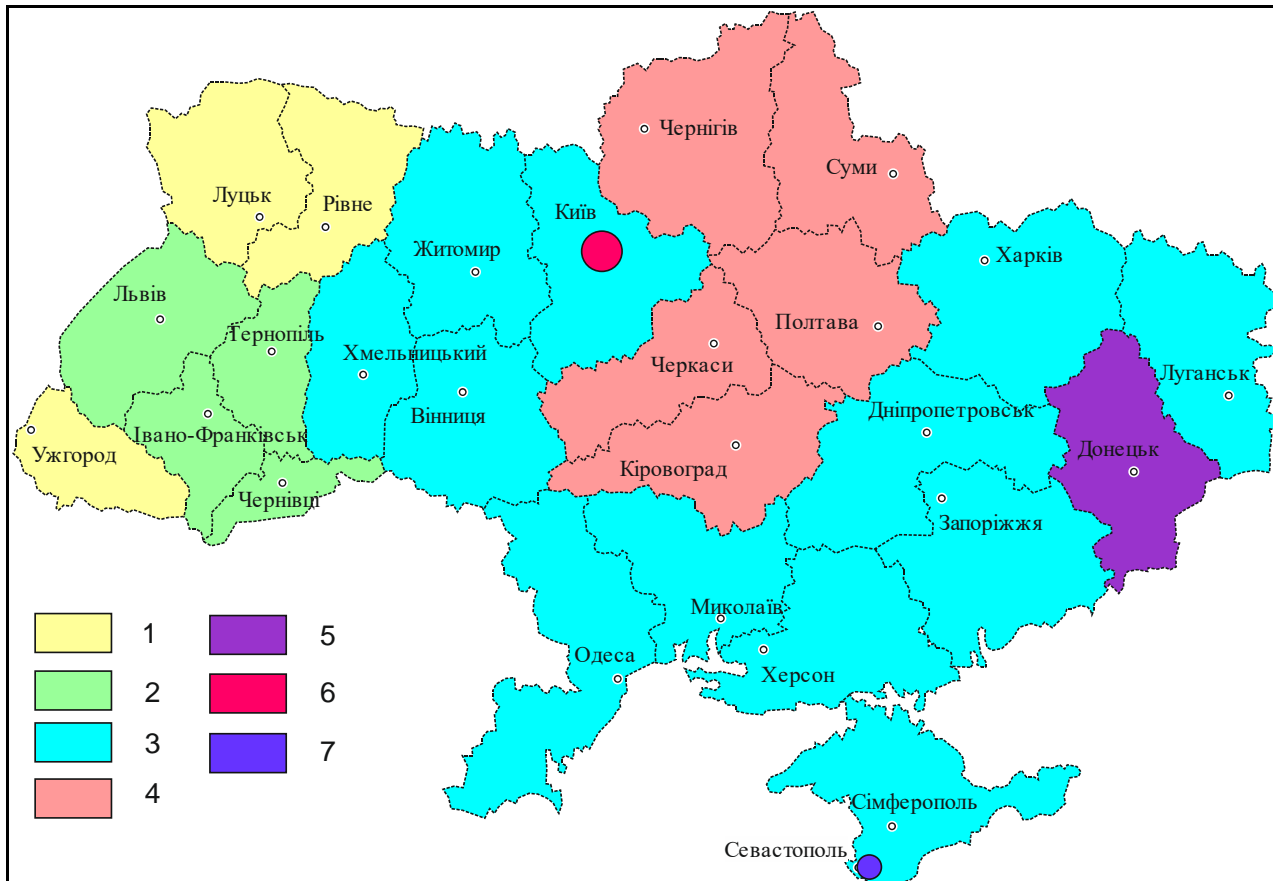 Чернігів
Суми
Луцьк
Рівне
Київ
Житомир
Харків
Львів
Тернопіль
Полтава
Хмельницький
Черкаси
Луганськ
Вінниця
Дніпропетровськ
Івано-Франківськ
Ужгород
Кіровоград
Донецьк
Чернівці
Запоріжжя
Миколаїв
Одеса
Херсон
Сімферополь
Севастополь
1
2
3
4
5
6
7